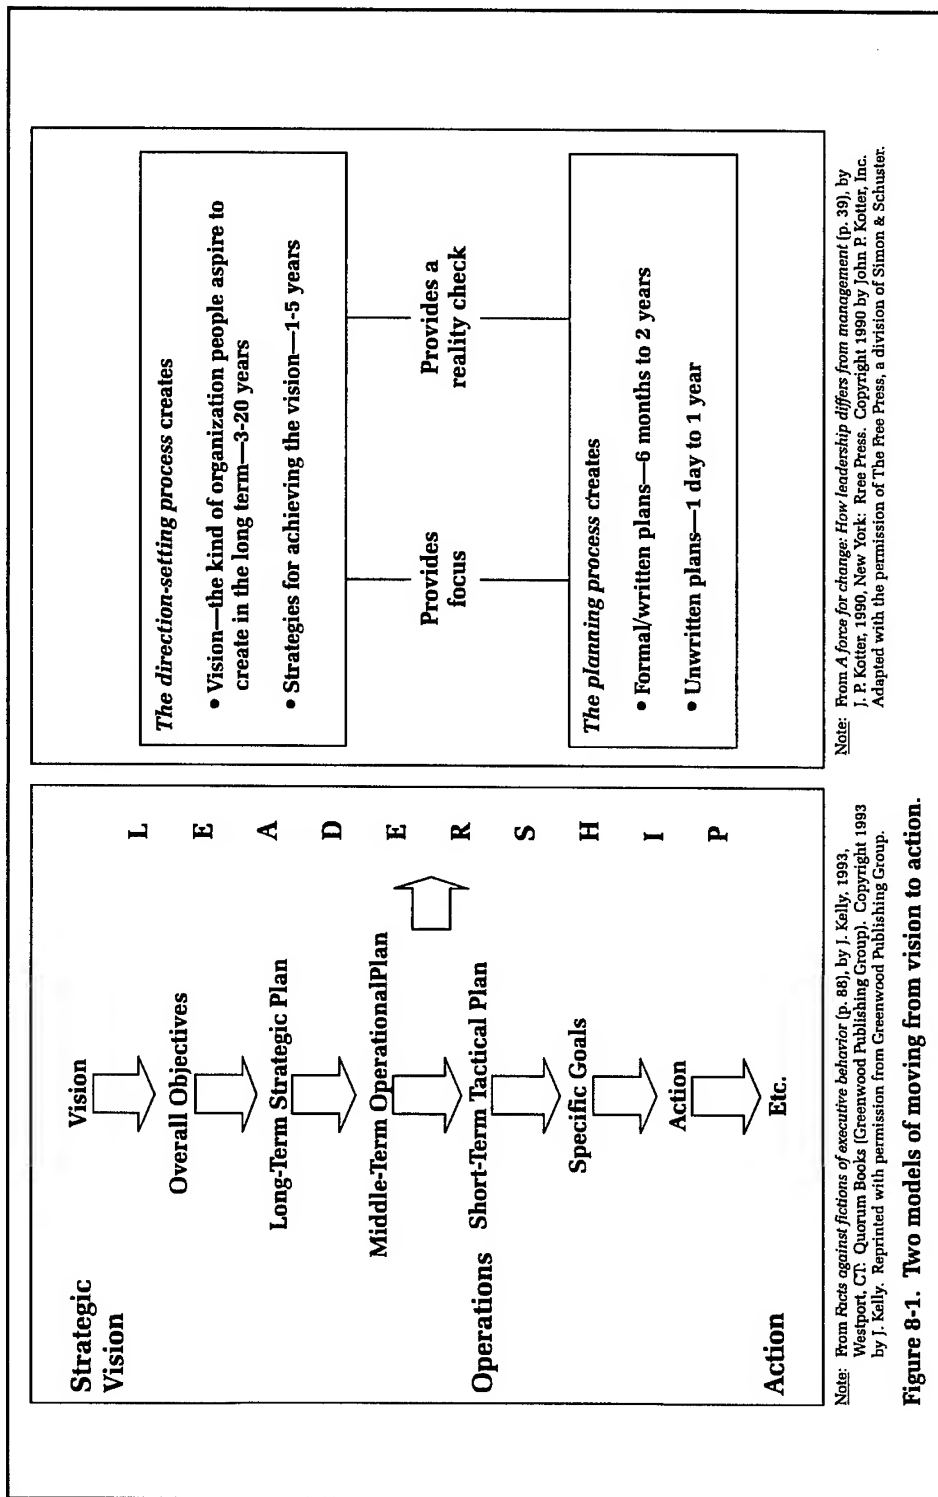 Strategic
Vision
Operations
Action
Vision
Overall Objectives
Long-Term Strategic Plan
Middle-Term OperationalPlan
Short-Term Tactical Plan
Specific Goals
Action
Etc.
L
E
A
D
E
R
S
H
I
P
Note: From Facts against fictions of executive behavior (p. 88), by J. Kelly, 1993,
Westport, CT: Quorum Books (Greenwood Publishing Group). Copyright 1993
by J. Kelly. Reprinted with permission from Greenwood Publishing Group.
The direction-setting process creates
• Vision—the kind of organization people aspire to
create in the long term—3-20 years
• Strategies for achieving the vision—1-5 years
Provides
focus
Provides a
reality check
The planning process creates
• Formal/written plans—6 months to 2 years
• Unwritten plans—1 day to 1 year
Note: From A force for change: How leadership differs from management (p. 39), by
J. P. Kotter, 1990, New York: Rree Press. Copyright 1990 by John P. Kotter, Inc.
Adapted with the permission of The Free Press, a division of Simon & Schuster.
Figure 8-1. Two models of moving from vision to action.